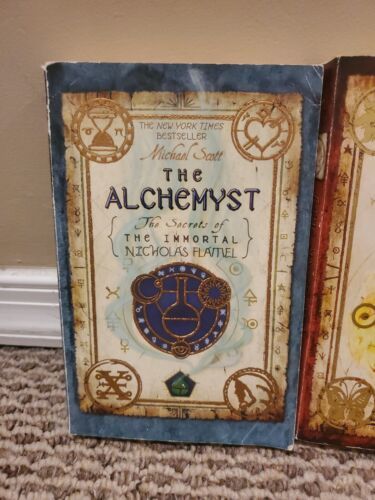 THE NEW YORK TIMES
BESTSELLER
Michael Scott
THE
ALCHEMYST
{ The Secrets of }
THE IMMORTAL
NICHOLAS FLAMEL